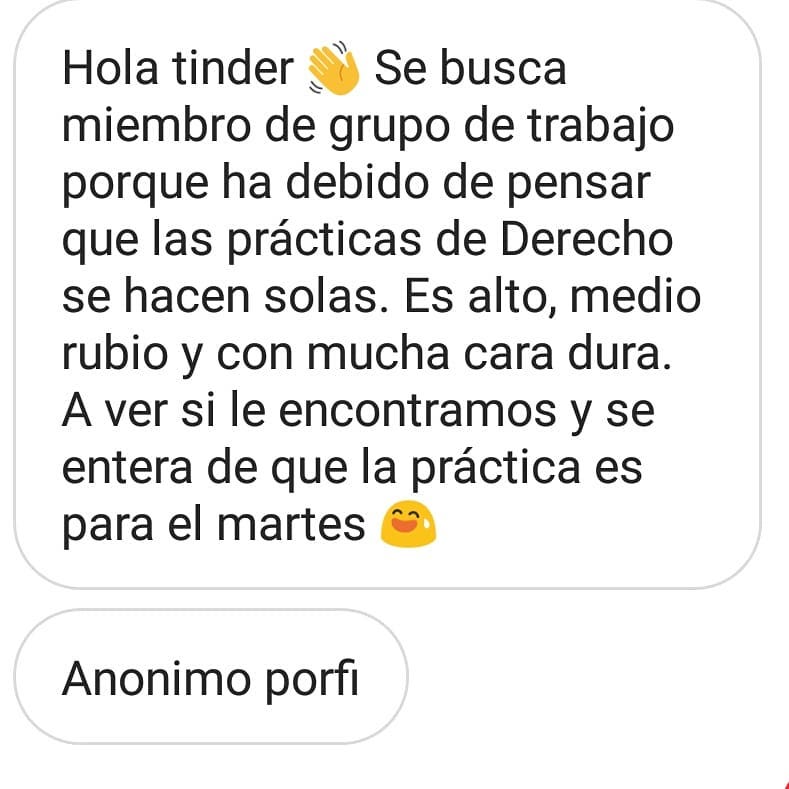 Hola tinder 👋 Se busca
miembro de grupo de trabajo
porque ha debido de pensar
que las prácticas de Derecho
se hacen solas. Es alto, medio
rubio y con mucha cara dura.
A ver si le encontramos y se
entera de que la práctica es
para el martes 😅
Anonimo porfi